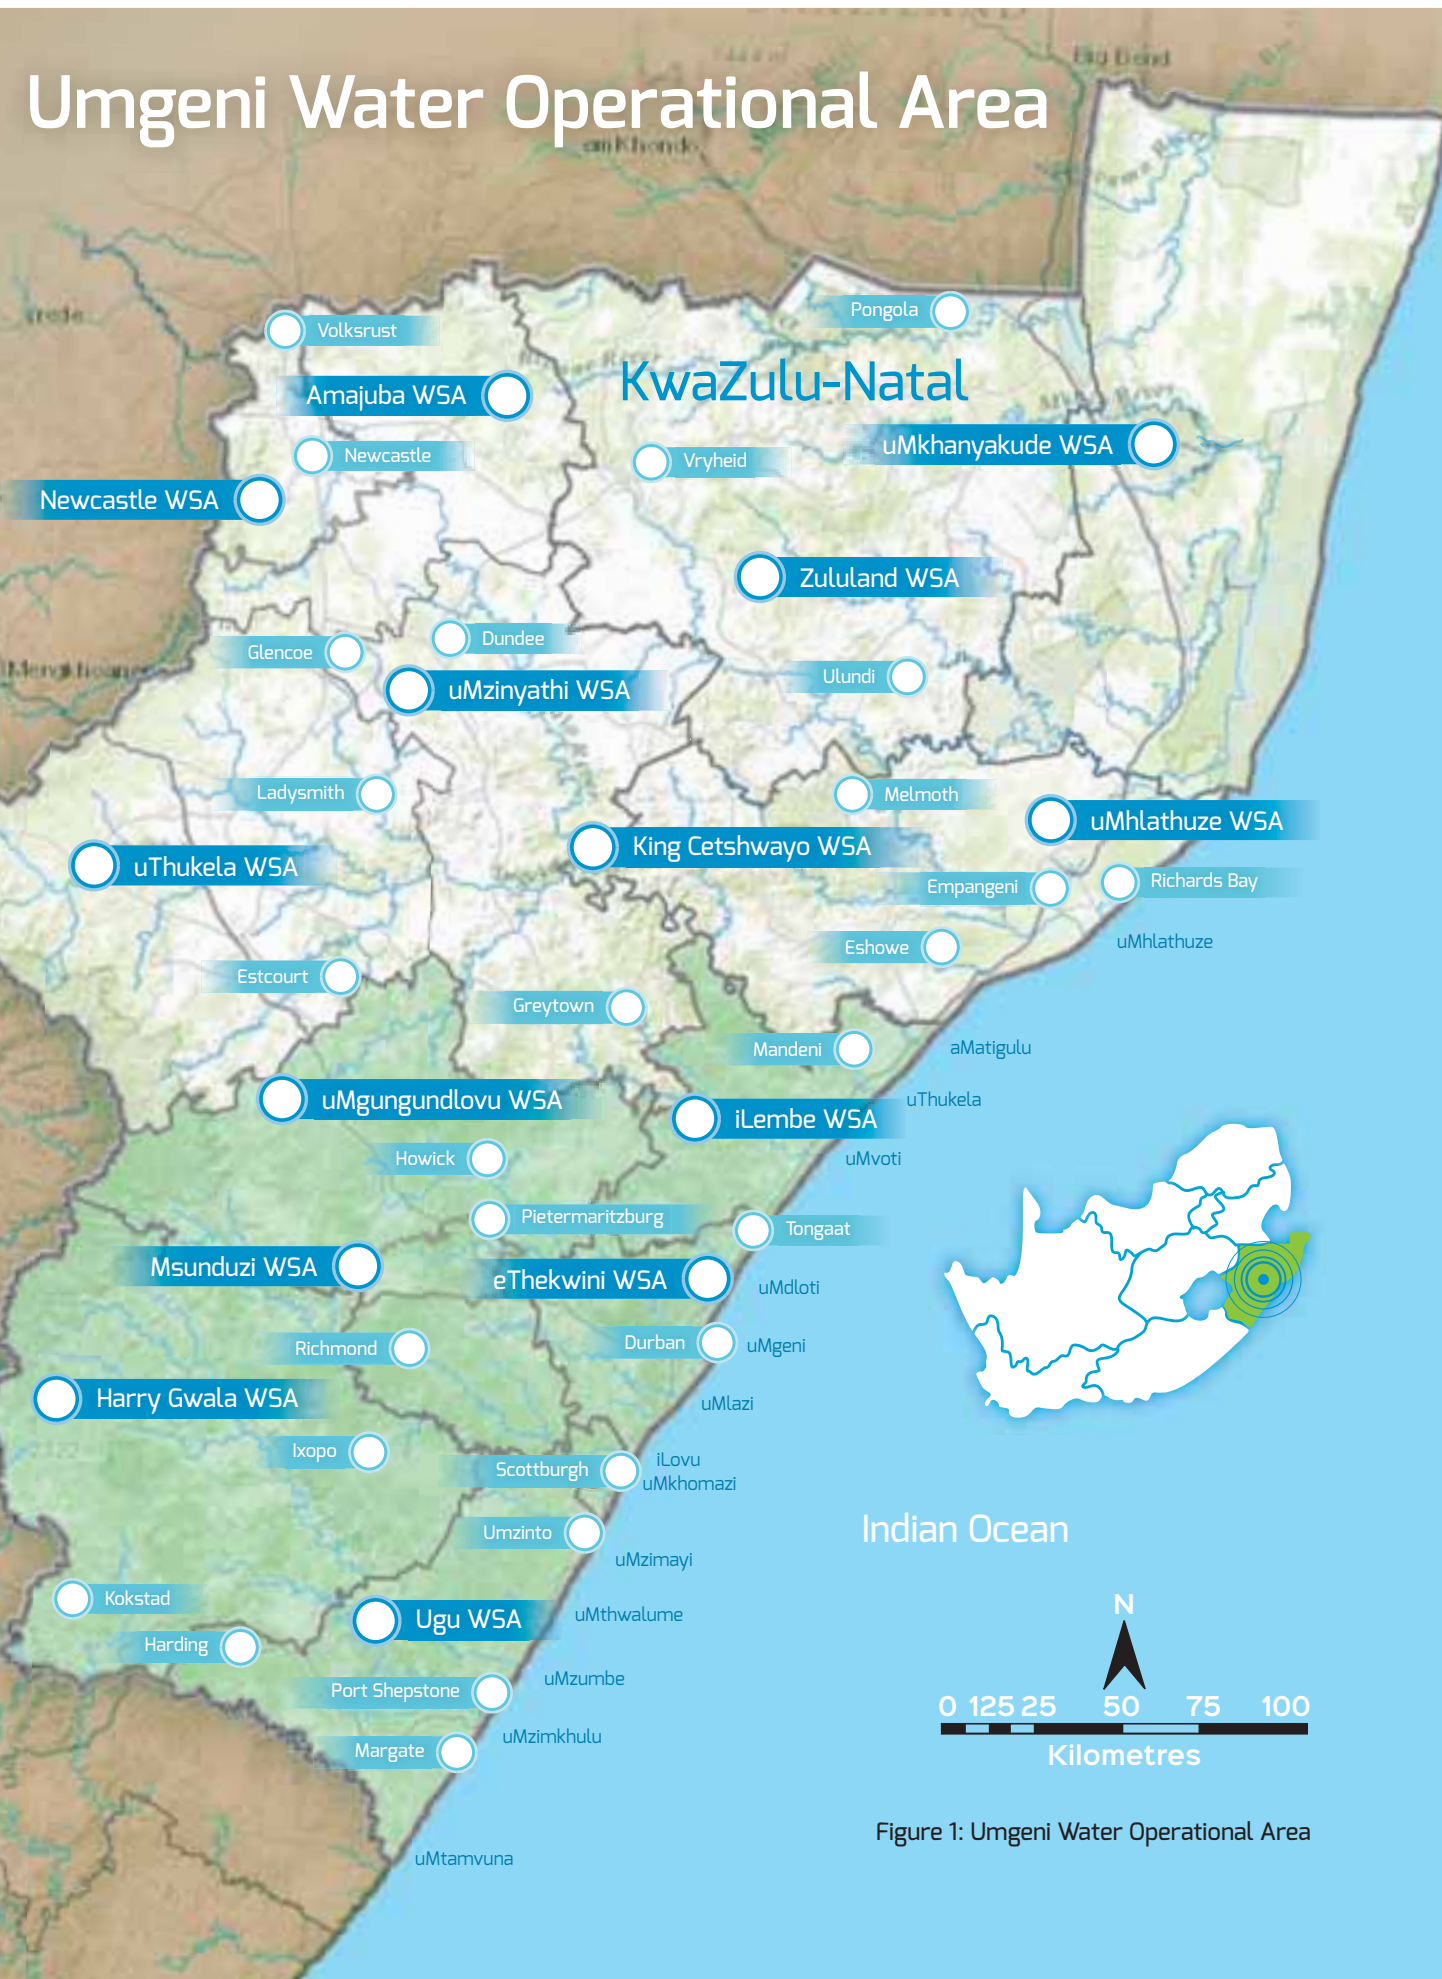 Big Bend
Umgeni Water Operational Area
Pongola
Volksrust
KwaZulu-Natal
Amajuba WSA
uMkhanyakude WSA
Newcastle
Vryheid
Newcastle WSA
Zululand WSA
Dundee
Glencoe
Ulundi
uMzinyathi WSA
Ladysmith
Melmoth
uMhlathuze WSA
King Cetshwayo WSA
uThukela WSA
Empangeni
Richards Bay
uMhlathuze
Eshowe
Estcourt
Greytown
Mandeni
aMatigulu
uMgungundlovu WSA
uThukela
iLembe WSA
Howick
uMvoti
Pietermaritzburg
Tongaat
Msunduzi WSA
eThekwini WSA
uMdloti
Richmond
Durban
uMgeni
Harry Gwala WSA
uMlazi
Ixopo
iLovu
Scottburgh
uMkhomazi
Indian Ocean
Umzinto
uMzimayi
Kokstad
N
Ugu WSA
uMthwalume
Harding
uMzumbe
Port Shepstone
0 125 25 50 75 100
uMzimkhulu
Margate
Kilometres
Figure 1: Umgeni Water Operational Area
uMtamvuna